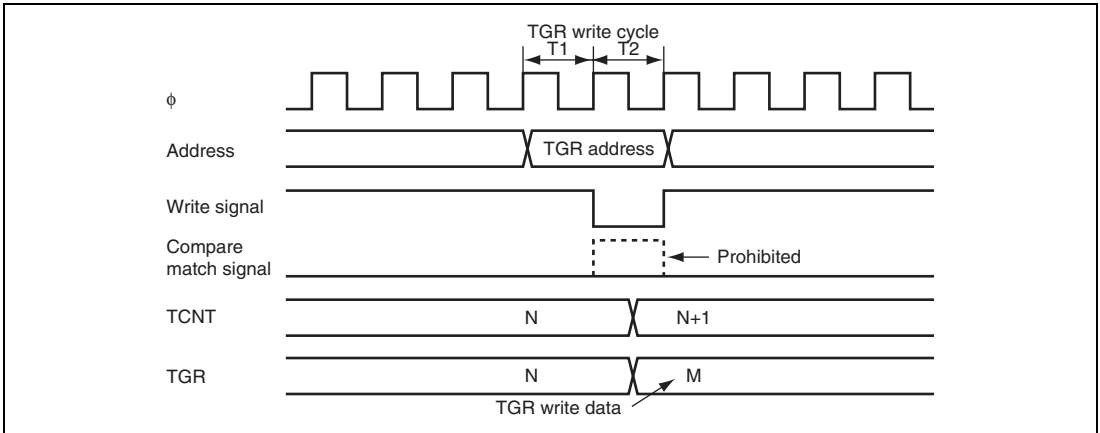 TGR write cycle
T1 T2
ϕ
Address
TGR address
Write signal
Compare
match signal
Prohibited
TCNT
N
N+1
TGR
N
M
TGR write data